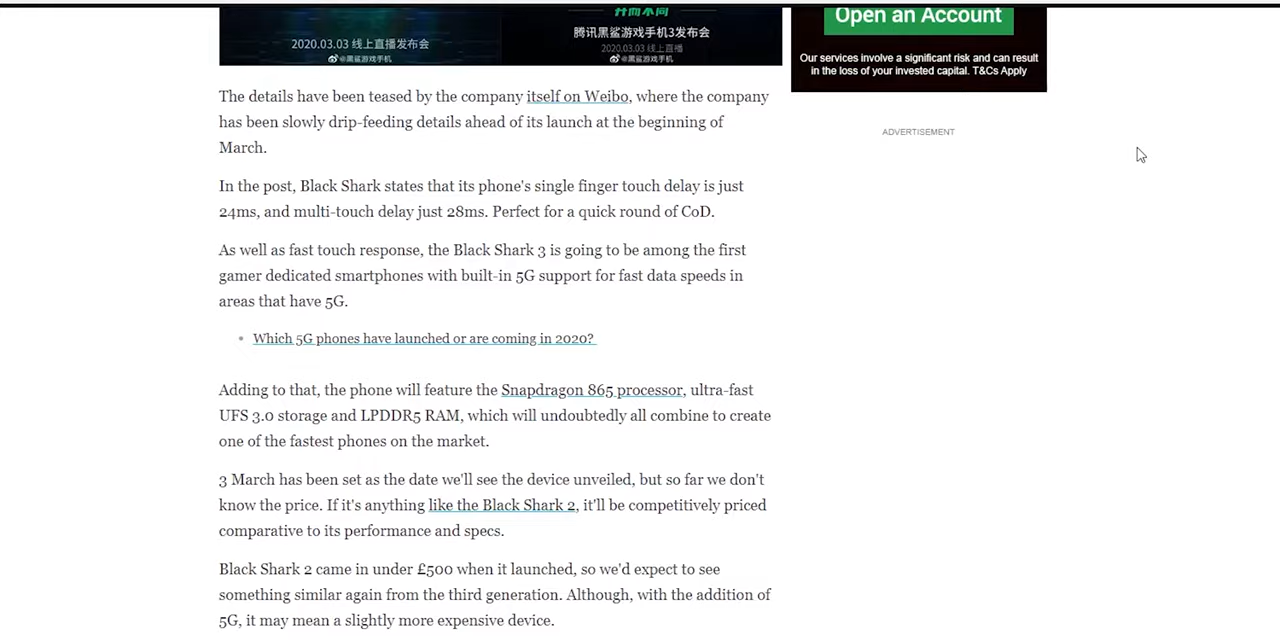 并而不同
2020.03.03 线上直播发布会
@黑鲨游戏手机
腾讯黑鲨游戏手机3发布会
2020.03.03 线上直播
@黑鲨游戏手机
Open an Account
Our services involve a significant risk and can result
in the loss of your invested capital. T&Cs Apply
ADVERTISEMENT
The details have been teased by the company itself on Weibo, where the company
has been slowly drip-feeding details ahead of its launch at the beginning of
March.
In the post, Black Shark states that its phone's single finger touch delay is just
24ms, and multi-touch delay just 28ms. Perfect for a quick round of CoD.
As well as fast touch response, the Black Shark 3 is going to be among the first
gamer dedicated smartphones with built-in 5G support for fast data speeds in
areas that have 5G.
Which 5G phones have launched or are coming in 2020?
Adding to that, the phone will feature the Snapdragon 865 processor, ultra-fast
UFS 3.0 storage and LPDDR5 RAM, which will undoubtedly all combine to create
one of the fastest phones on the market.
3 March has been set as the date we'll see the device unveiled, but so far we don't
know the price. If it's anything like the Black Shark 2, it'll be competitively priced
comparative to its performance and specs.
Black Shark 2 came in under £500 when it launched, so we'd expect to see
something similar again from the third generation. Although, with the addition of
5G, it may mean a slightly more expensive device.